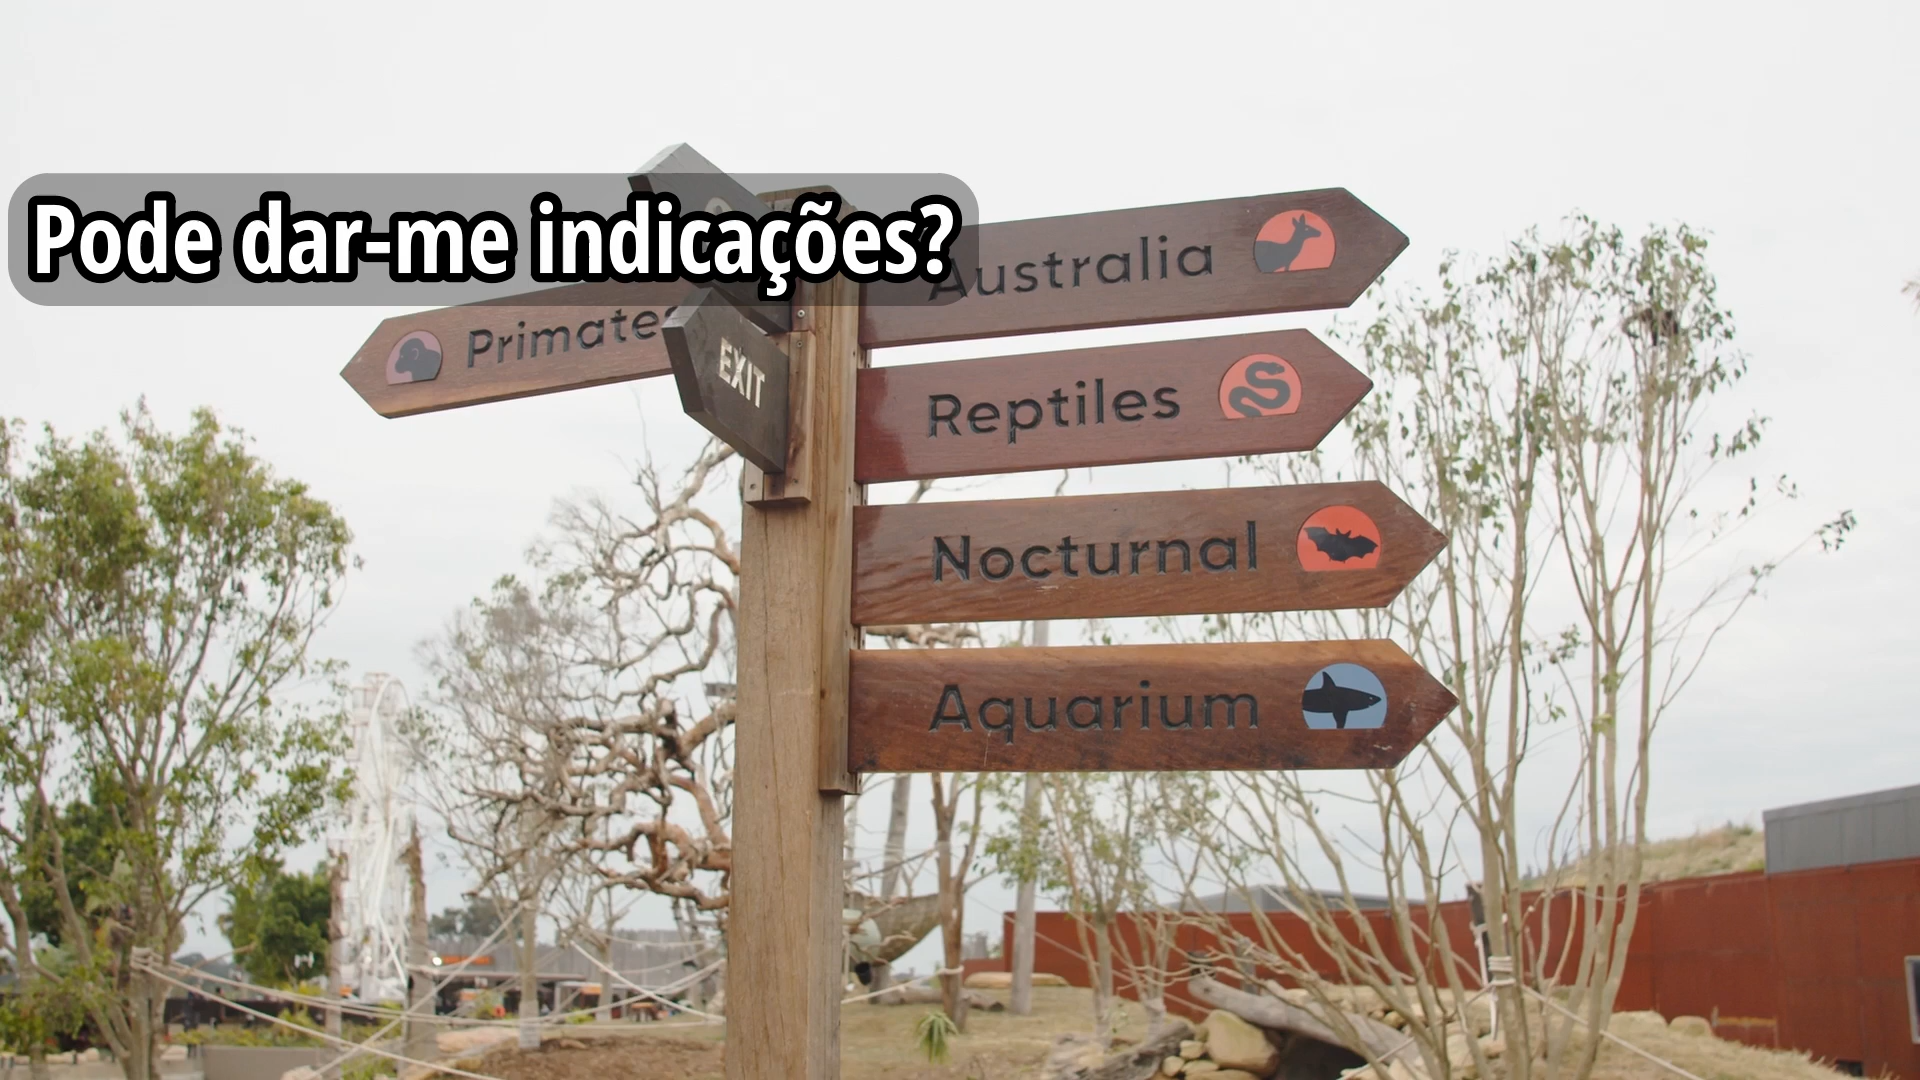 Pode dar-me indicações?
Australia
Primates
EXIT
Reptiles
Nocturnal
Aquarium